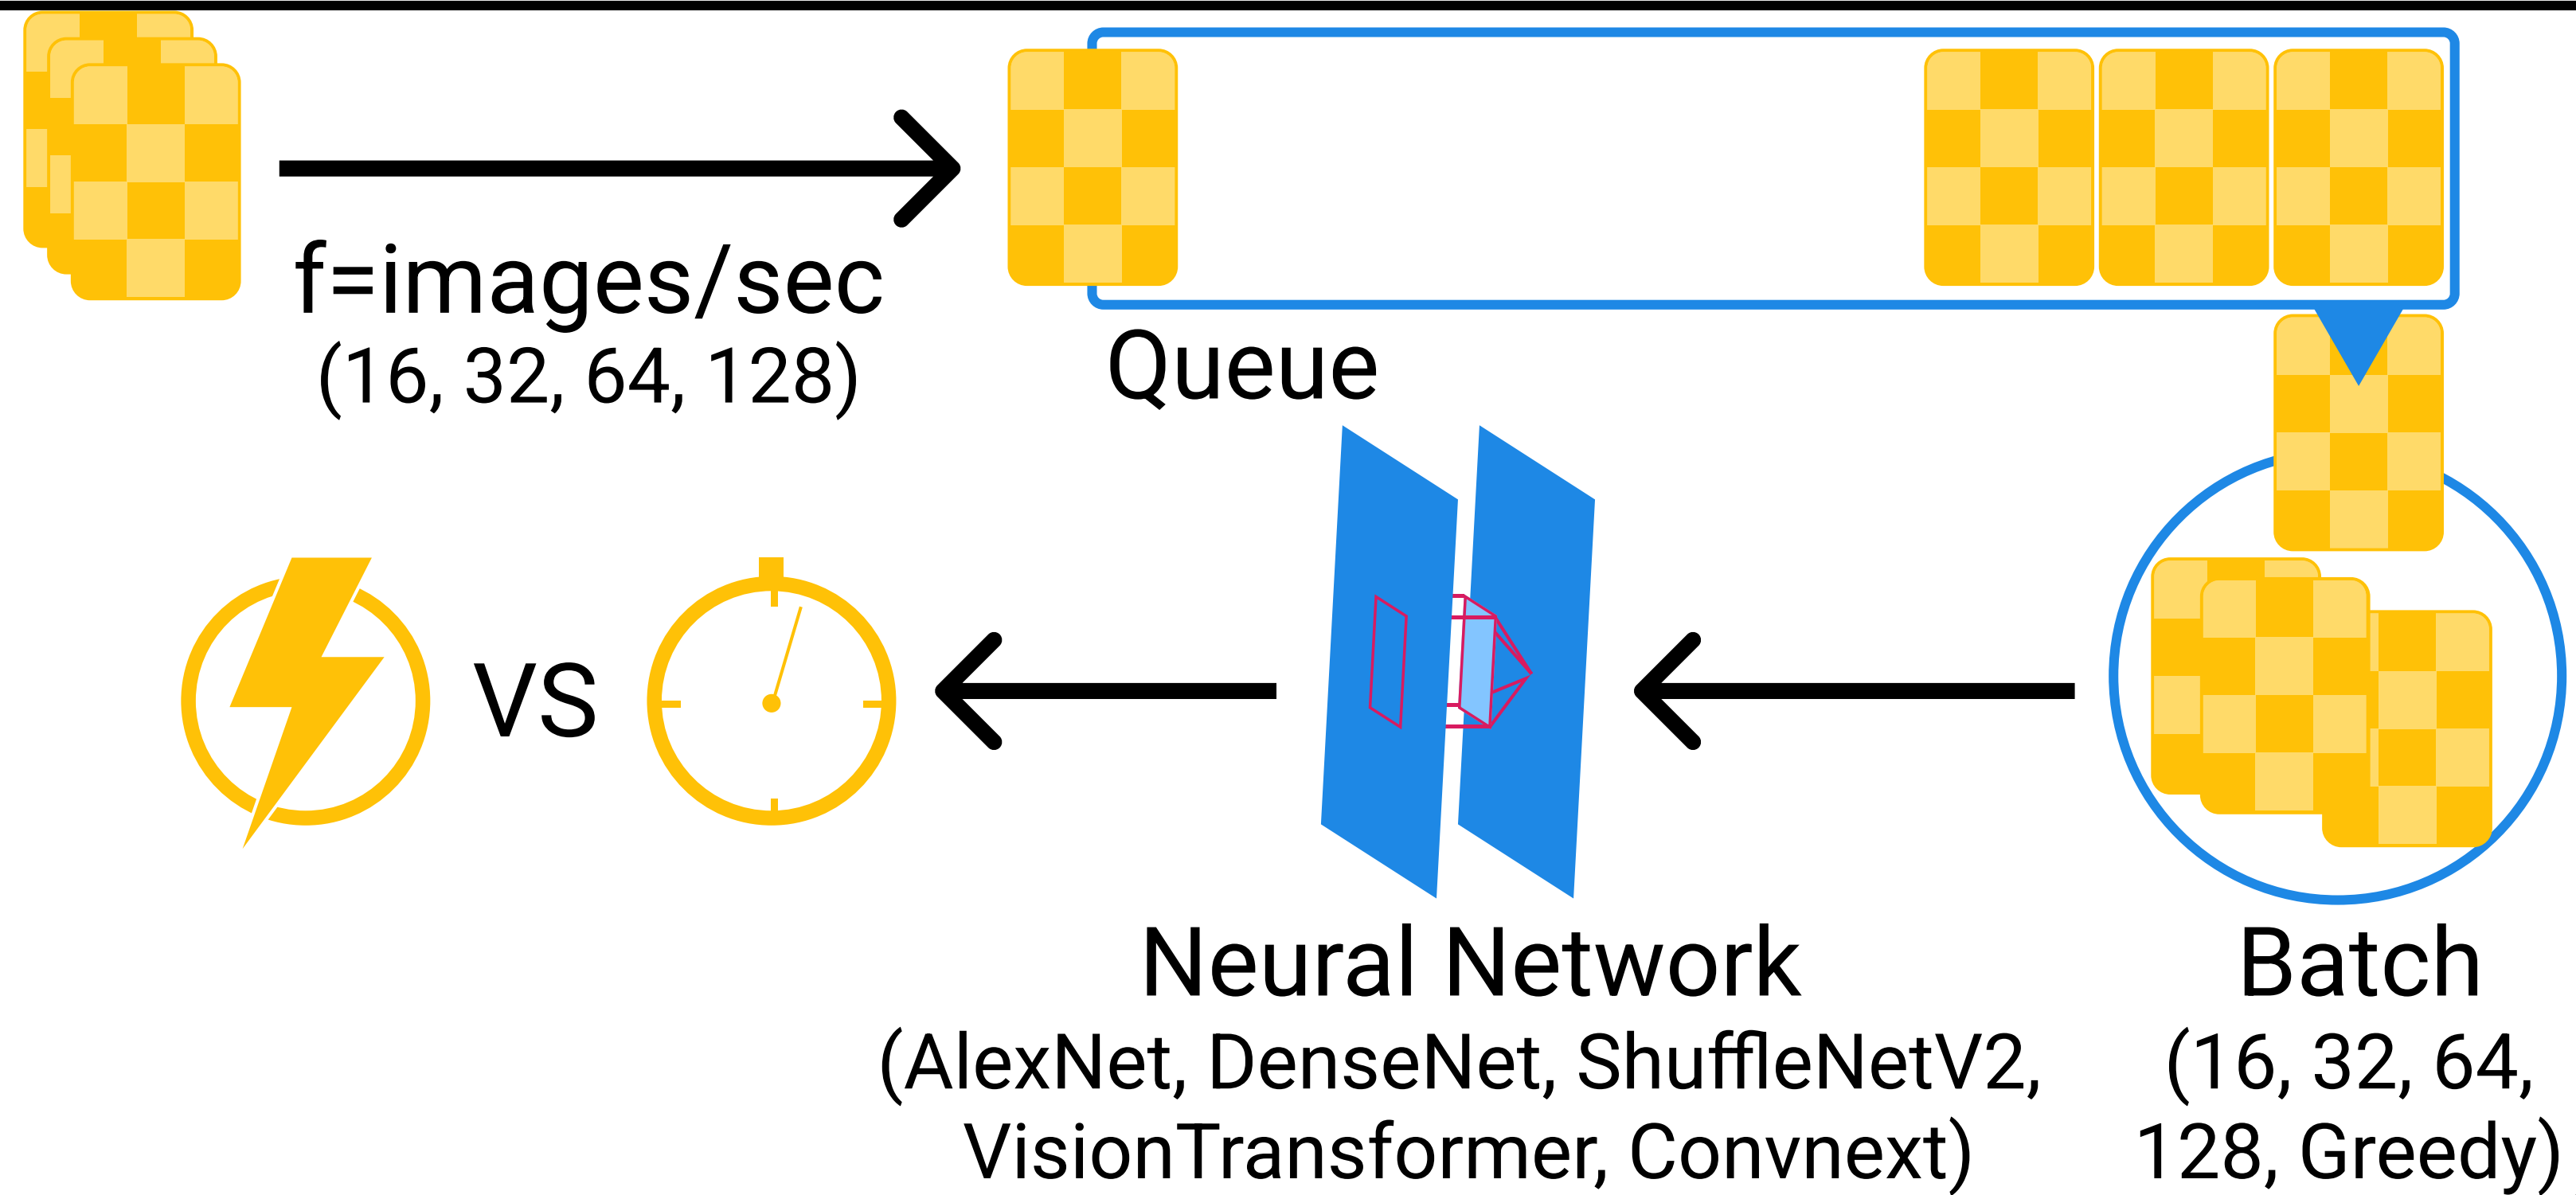 f=images/sec
(16, 32, 64, 128)
Queue
VS
Neural Network
(AlexNet, DenseNet, ShuffleNetV2,
VisionTransformer, Convnext)
Batch
(16, 32, 64,
128, Greedy)